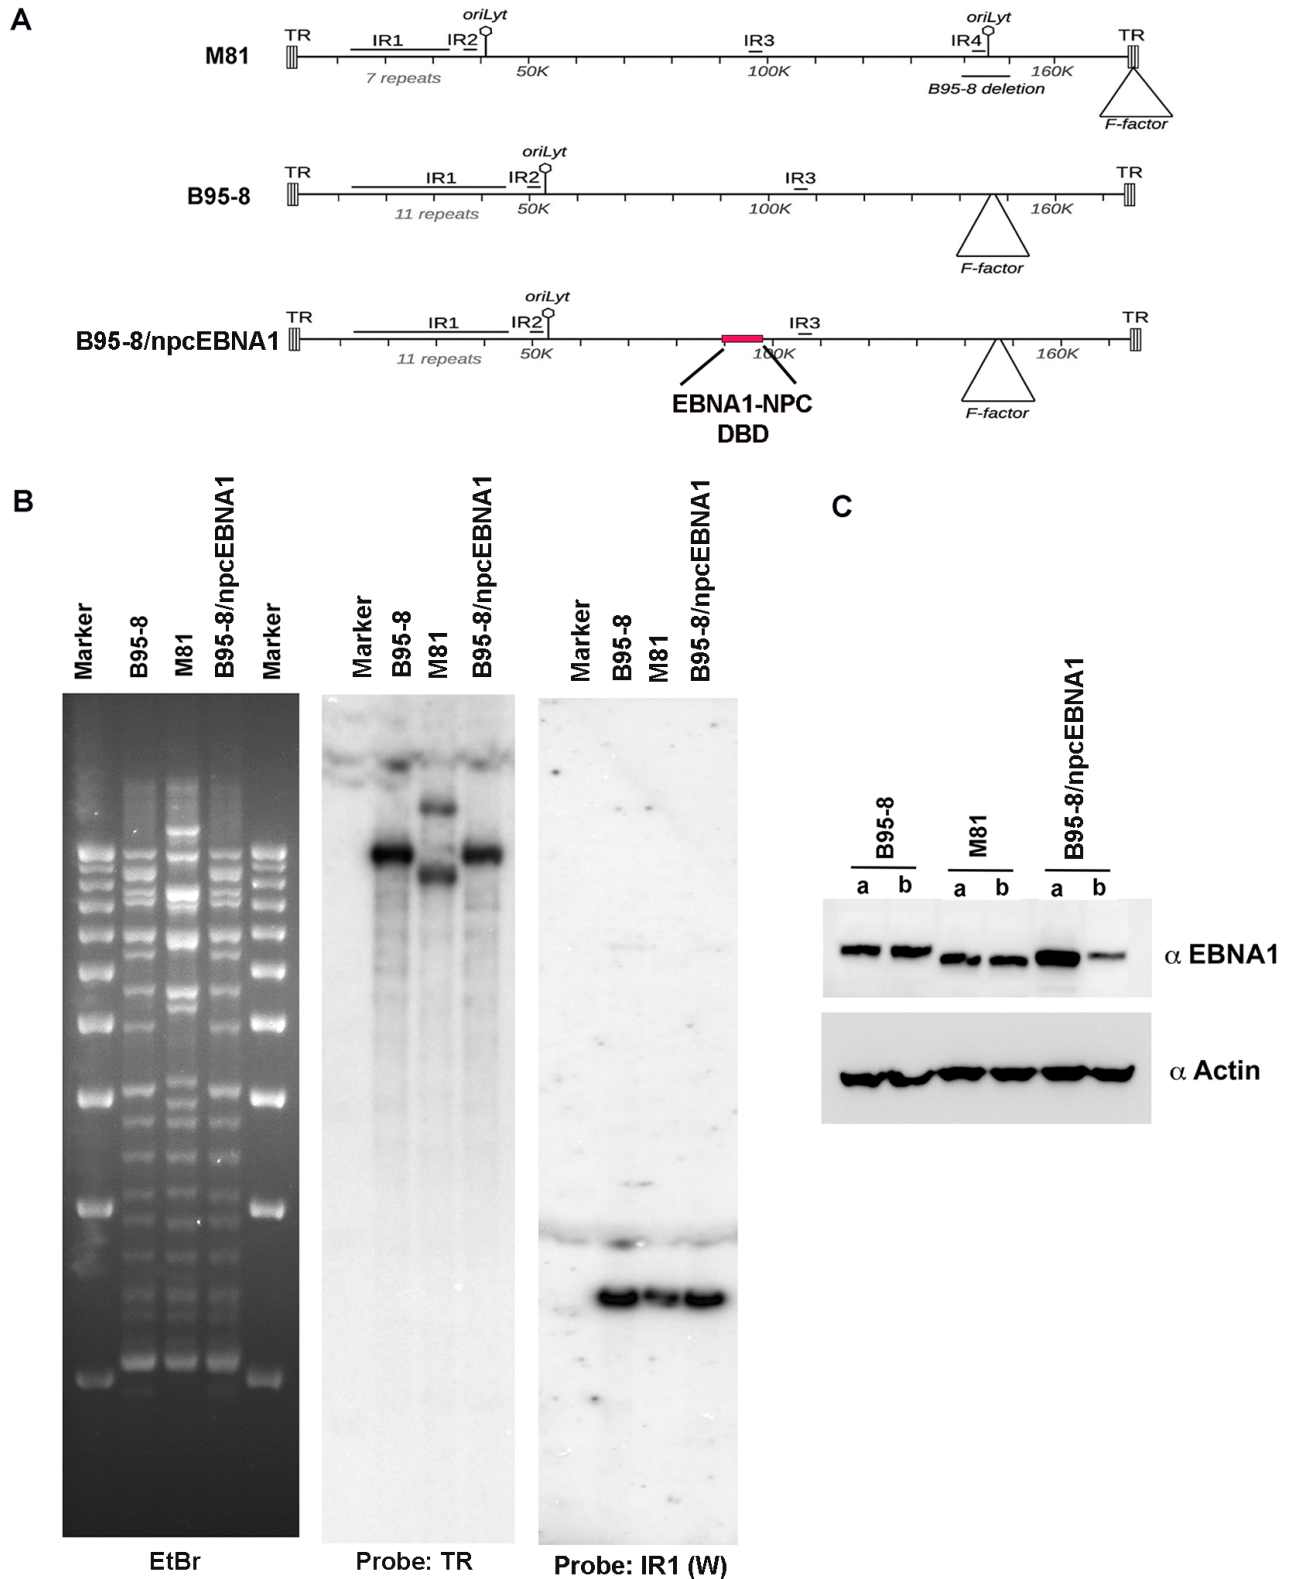 A
M81
TR
IR1
IR2
oriLyt
IR3
IR4
oriLyt
TR
7 repeats
50K
100K
160K
B95-8 deletion
F-factor
B95-8
TR
IR1
IR2
oriLyt
IR3
TR
11 repeats
50K
100K
160K
F-factor
B95-8/npcEBNA1
TR
IR1
IR2
oriLyt
IR3
TR
11 repeats
50K
100K
160K
EBNA1-NPC
DBD
F-factor
B
Marker
B95-8
M81
B95-8/npcEBNA1
Marker
EtBr
Marker
B95-8
M81
B95-8/npcEBNA1
Probe: TR
Marker
B95-8
M81
B95-8/npcEBNA1
Probe: IR1 (W)
C
B95-8
M81
B95-8/npcEBNA1
a b a b a b
α EBNA1
α Actin